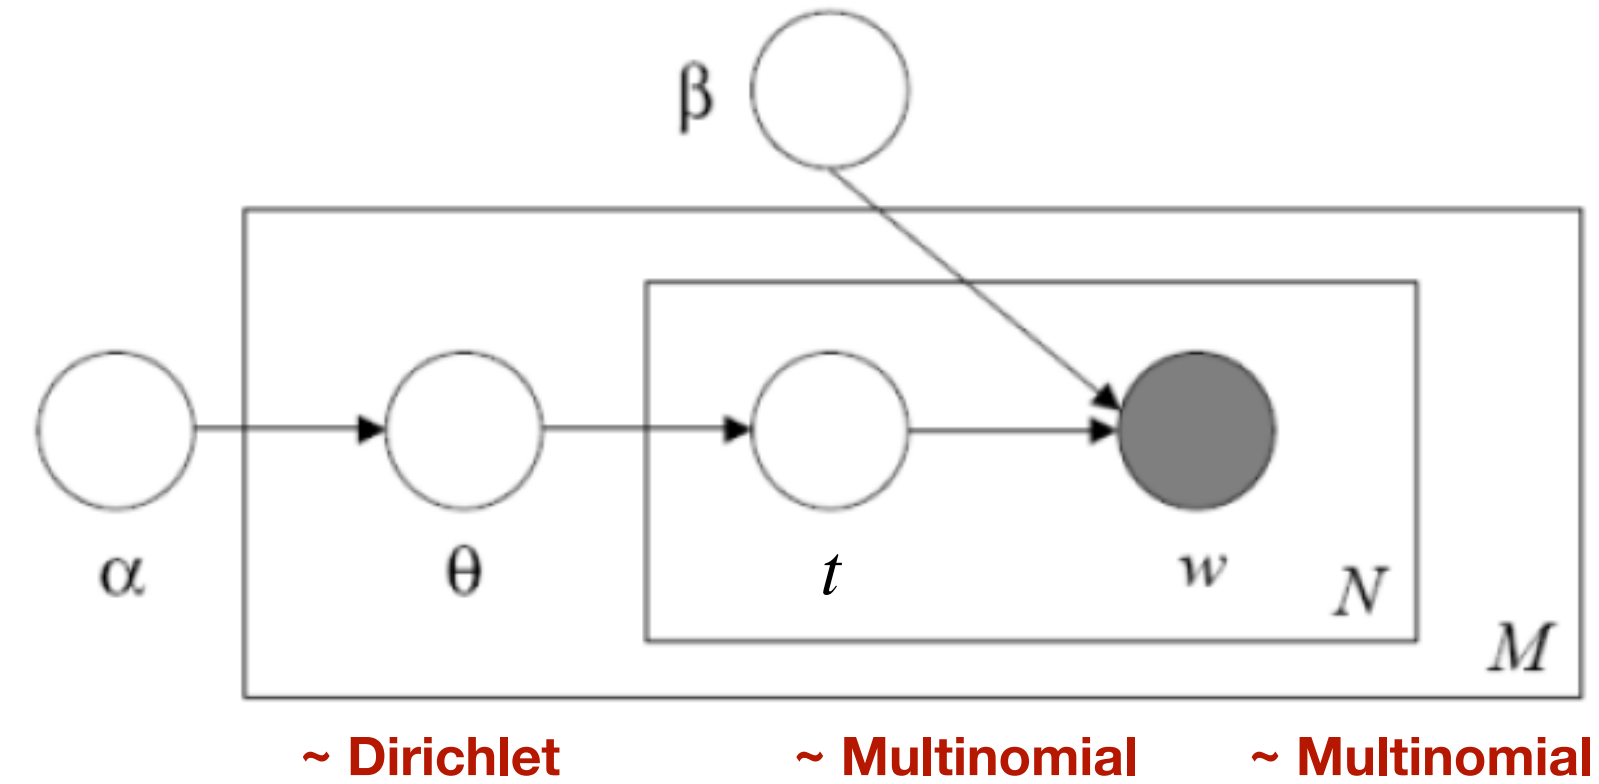 β
α
θ
t
w
N
M
~ Dirichlet
~ Multinomial
~ Multinomial